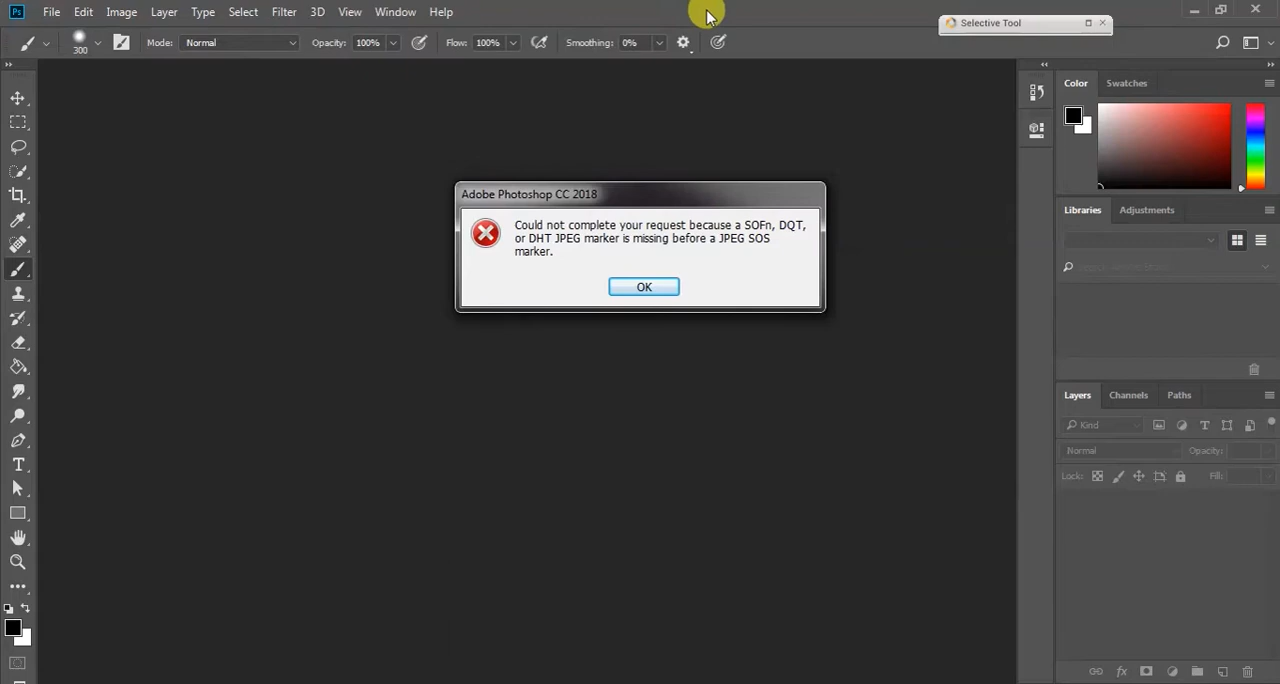 Ps File Edit Image Layer Type Select Filter 3D View Window Help
Selective Tool
300 Mode: Normal Opacity: 100% Flow: 100% Smoothing: 0%
Color Swatches
Adobe Photoshop CC 2018
Could not complete your request because a SOFn, DQT,
or DHT JPEG marker is missing before a JPEG SOS
marker.
OK
Libraries Adjustments
Layers Channels Paths
Kind
Normal Opacity:
Lock: Fill:
fx